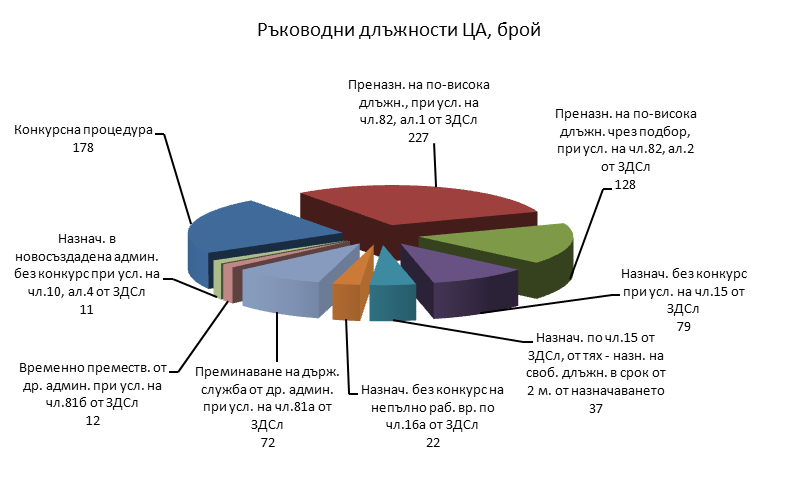 Ръководни длъжности ЦА, брой
Преназн. на по-висока
длъжн., при усл. на
чл.82, ал.1 от ЗДСл
227
Преназн. на по-висока
длъжн. чрез подбор,
при усл. на чл.82, ал.2
от ЗДСл
128
Назнач. без конкурс
при усл. на чл.15 от
ЗДСл
79
Назнач. по чл.15 от
ЗДСл, от тях - назн. на
своб. длъжн. в срок от
2 м. от назначаването
37
Назнач. без конкурс на
непълно раб. вр. по
чл.16а от ЗДСл
22
Преминаване на държ.
служба от др. админ.
при усл. на чл.81а от
ЗДСл
72
Временно преместв. от
др. админ. при усл. на
чл.81б от ЗДСл
12
Назнач. в
новосъздадена админ.
без конкурс при усл. на
чл.10, ал.4 от ЗДСл
11
Конкурсна процедура
178